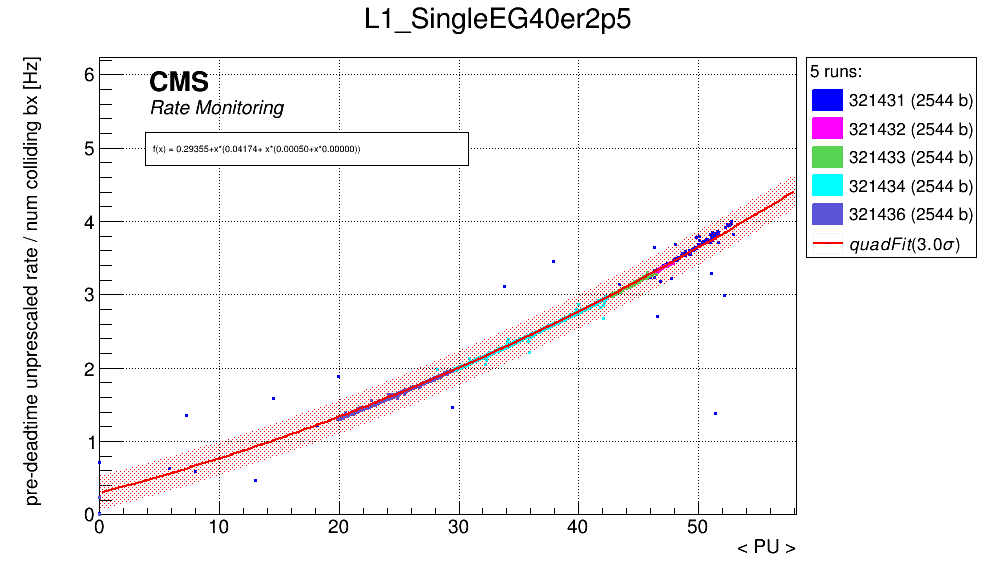 L1_SingleEG40er2p5
pre-deadtime unprescaled rate / num colliding bx [Hz]
CMS
Rate Monitoring
f(x) = 0.29355+x*(0.04174+ x*(0.00050+x*0.00000))
6
5
4
3
2
1
0
0 10 20 30 40 50
< PU >
5 runs:
321431 (2544 b)
321432 (2544 b)
321433 (2544 b)
321434 (2544 b)
321436 (2544 b)
quadFit(3.0σ)